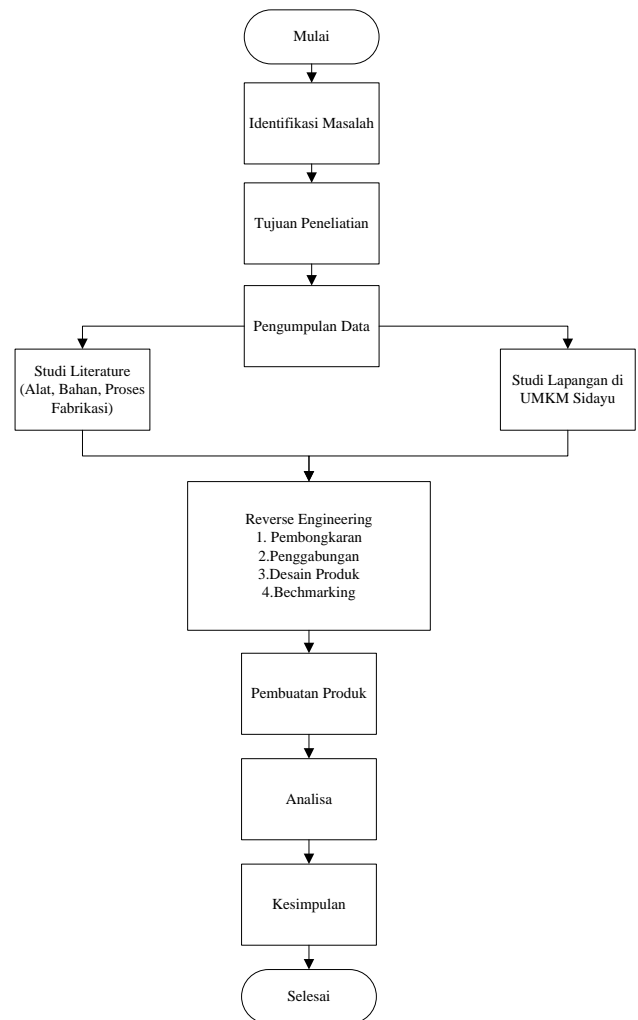 Mulai
Identifikasi Masalah
Tujuan Peneliatian
Pengumpulan Data
Studi Literature
(Alat, Bahan, Proses
Fabrikasi)
Studi Lapangan di
UMKM Sidayu
Reverse Engineering
1. Pembongkaran
2.Penggabungan
3.Desain Produk
4.Bechmarking
Pembuatan Produk
Analisa
Kesimpulan
Selesai